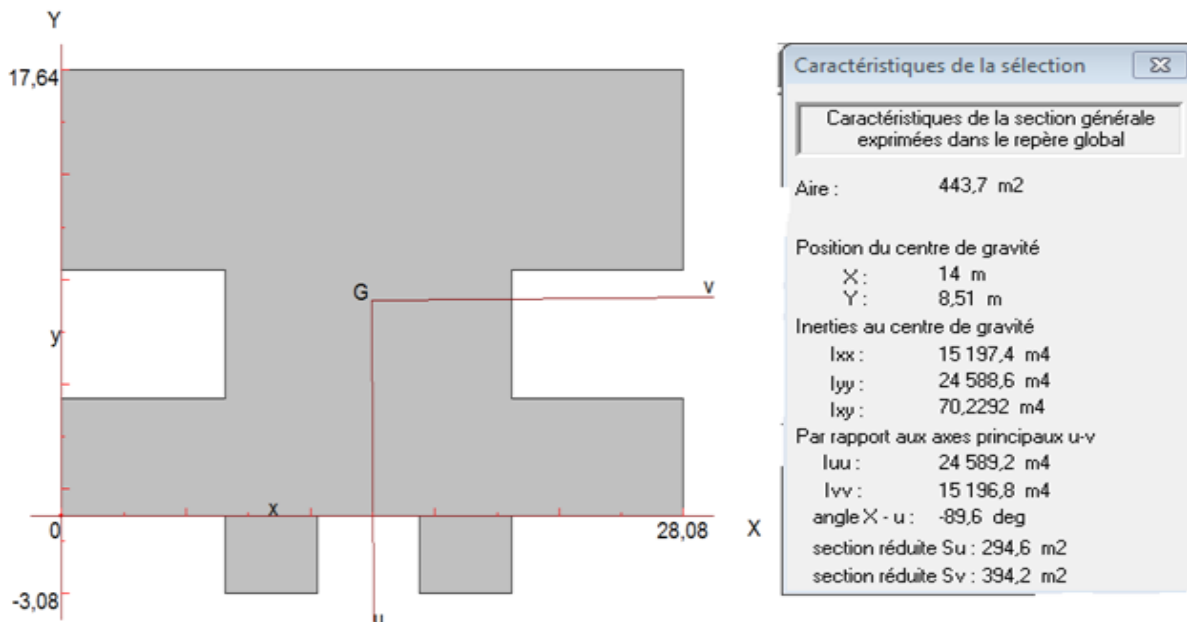 Y
17,64
G
v
y
x
0
28,08
X
-3,08
u
Caractéristiques de la sélection
Caractéristiques de la section générale
exprimées dans le repère global
Aire : 443,7 m2
Position du centre de gravité
X : 14 m
Y : 8,51 m
Inerties au centre de gravité
Ixx : 15 197,4 m4
Iyy : 24 588,6 m4
Ixy : 70,2292 m4
Par rapport aux axes principaux u-v
Iuu : 24 589,2 m4
Ivv : 15 196,8 m4
angle X - u : -89,6 deg
section réduite Su : 294,6 m2
section réduite Sv : 394,2 m2